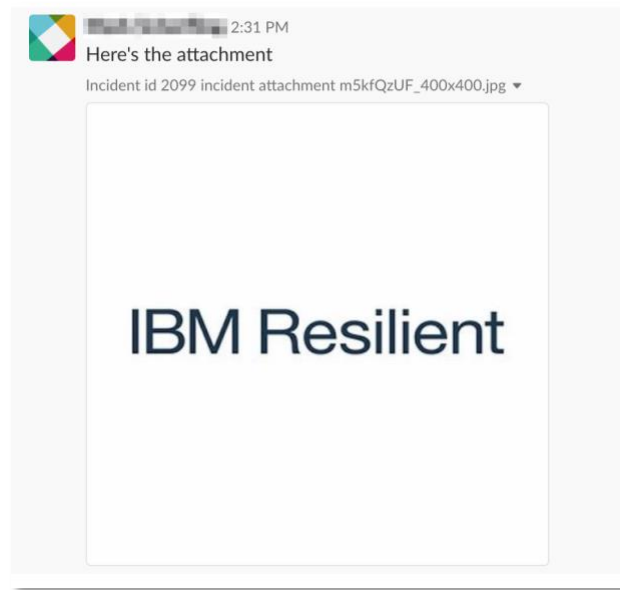 2:31 PM
Here's the attachment
Incident id 2099 incident attachment m5kfQzUF_400x400.jpg
IBM Resilient